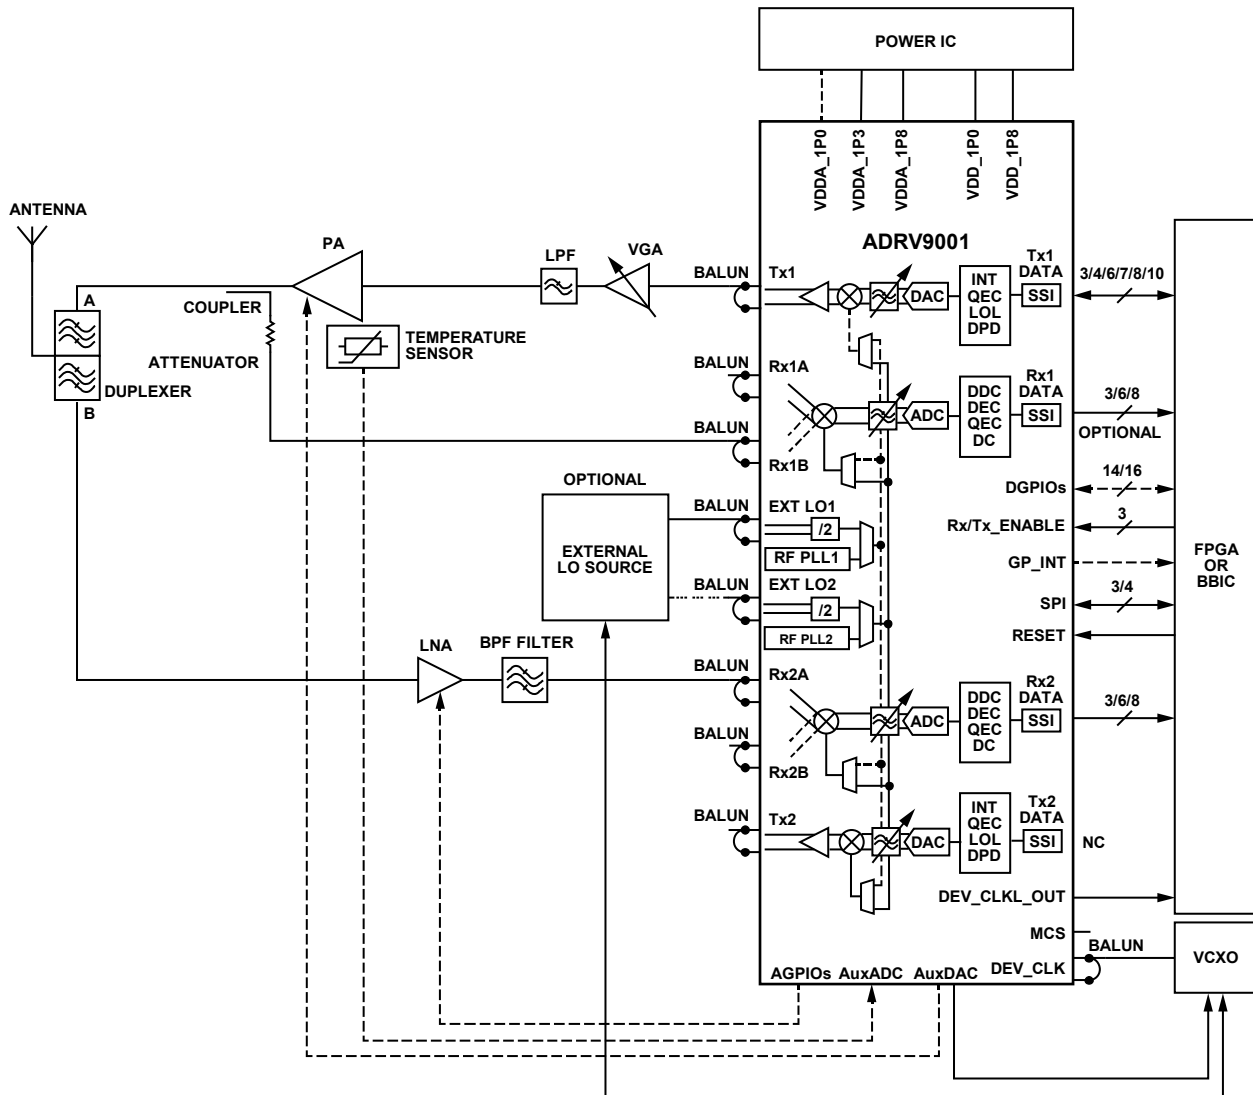 POWER IC
VDDA_1P0
VDDA_1P3
VDDA_1P8
VDD_1P0
VDD_1P8
ADRV9001
ANTENNA
PA
LPF
VGA
BALUN
Tx1
DAC
INT
QEC
LOL
DPD
Tx1
DATA
SSI
3/4/6/7/8/10
A
COUPLER
ATTENUATOR
TEMPERATURE
SENSOR
DUPLEXER
B
BALUN
Rx1A
ADC
DDC
DEC
QEC
DC
Rx1
DATA
SSI
3/6/8
OPTIONAL
BALUN
Rx1B
OPTIONAL
EXTERNAL
LO SOURCE
BALUN
EXT LO1
/2
RF PLL1
BALUN
EXT LO2
/2
RF PLL2
14/16
DGPIOs
Rx/Tx_ENABLE
3
GP_INT
SPI
3/4
RESET
FPGA
OR
BBIC
LNA
BPF FILTER
BALUN
Rx2A
ADC
DDC
DEC
QEC
DC
Rx2
DATA
SSI
3/6/8
BALUN
Rx2B
BALUN
Tx2
DAC
INT
QEC
LOL
DPD
Tx2
DATA
SSI
NC
DEV_CLKL_OUT
MCS
BALUN
DEV_CLK
VCXO
AGPIOs
AuxADC
AuxDAC